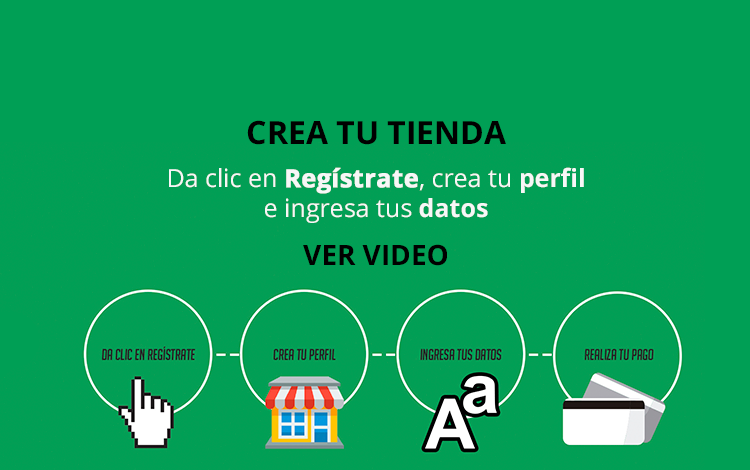 CREA TU TIENDA
Da clic en Regístrate, crea tu perfil
e ingresa tus datos
VER VIDEO
DA CLIC EN REGÍSTRATE
CREA TU PERFIL
INGRESA TUS DATOS
REALIZA TU PAGO
Aa